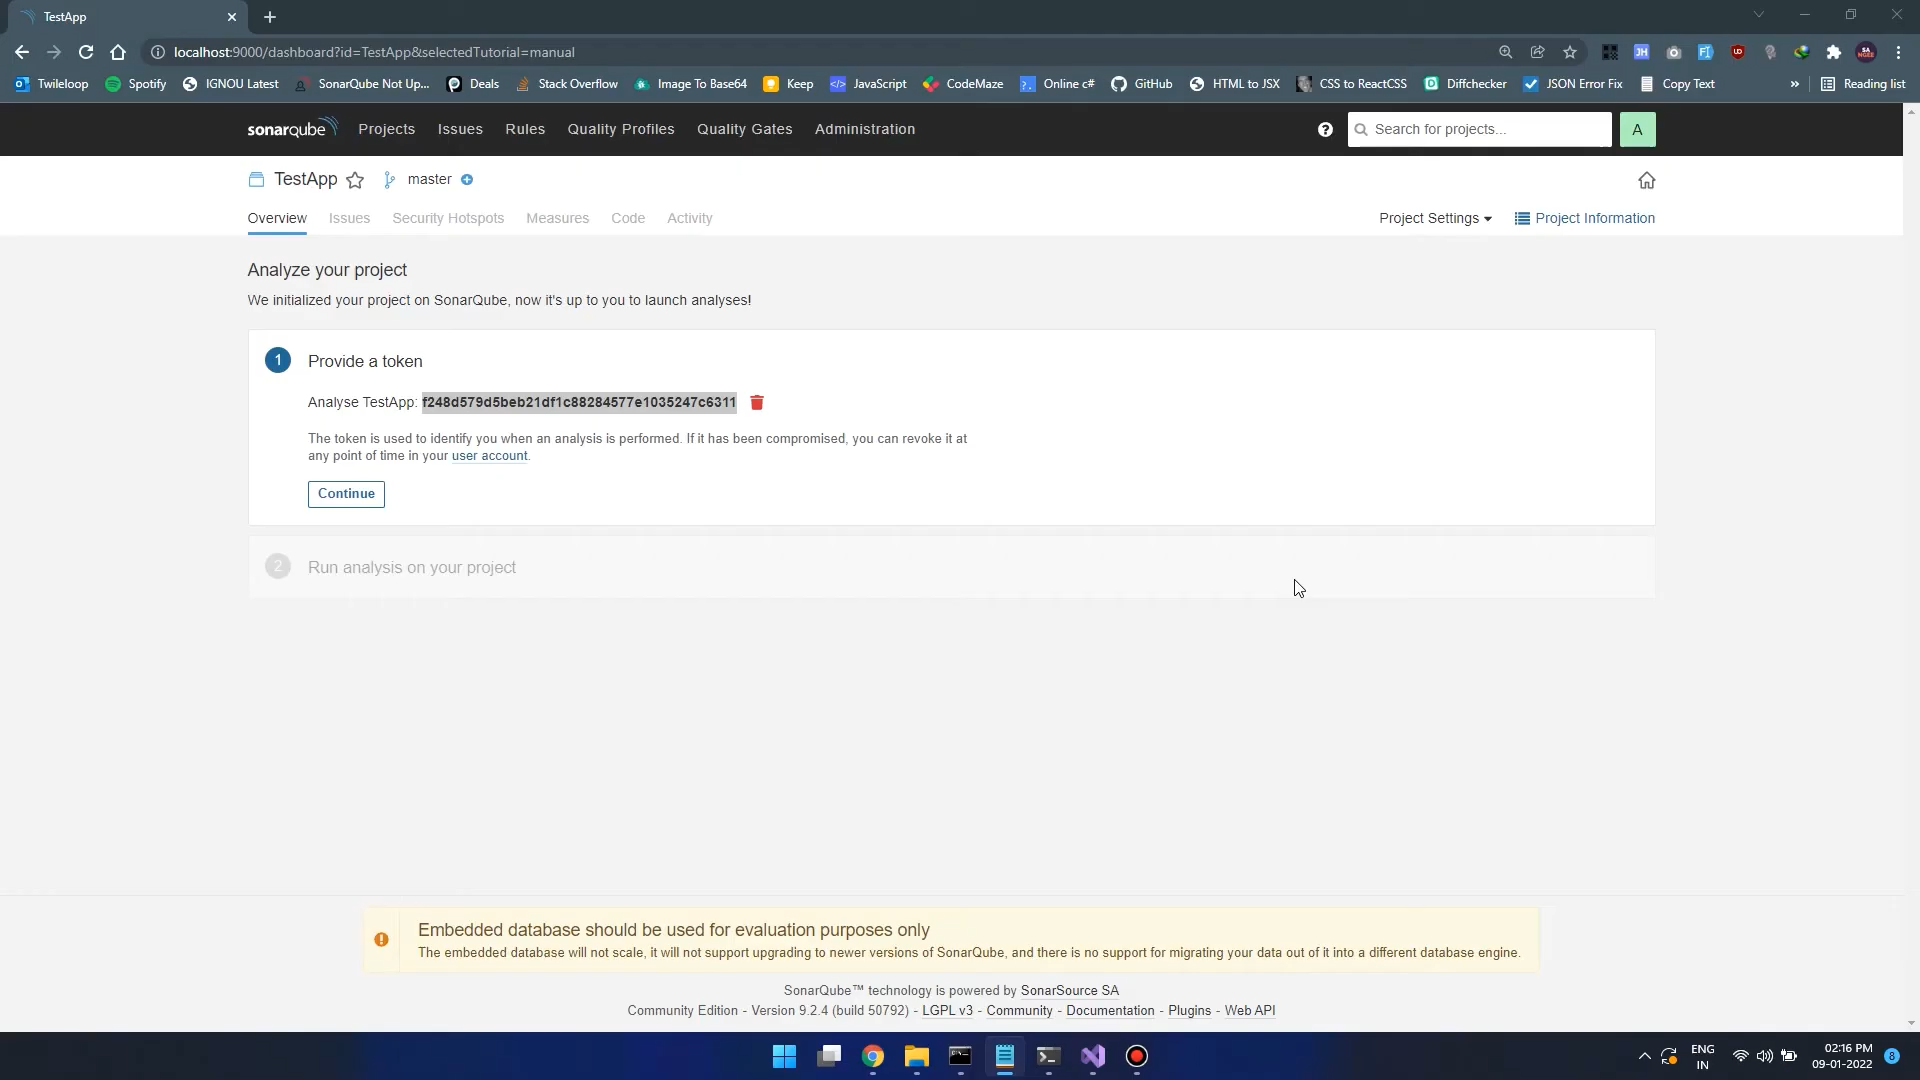 TestApp
localhost:9000/dashboard?id=TestApp&selectedTutorial=manual
Twileloop Spotify IGNOU Latest SonarQube Not Up... Deals Stack Overflow Image To Base64 Keep JavaScript CodeMaze Online c# GitHub HTML to JSX CSS to ReactCSS Diffchecker JSON Error Fix Copy Text » Reading list
sonarqube Projects Issues Rules Quality Profiles Quality Gates Administration ? Search for projects... A
TestApp master
Overview Issues Security Hotspots Measures Code Activity Project Settings Project Information
Analyze your project
We initialized your project on SonarQube, now it's up to you to launch analyses!
1 Provide a token
Analyse TestApp: f248d579d5beb21df1c88284577e1035247c6311
The token is used to identify you when an analysis is performed. If it has been compromised, you can revoke it at
any point of time in your user account.
Continue
2 Run analysis on your project
Embedded database should be used for evaluation purposes only
The embedded database will not scale, it will not support upgrading to newer versions of SonarQube, and there is no support for migrating your data out of it into a different database engine.
SonarQube™ technology is powered by SonarSource SA
Community Edition - Version 9.2.4 (build 50792) - LGPL v3 - Community - Documentation - Plugins - Web API
ENG 02:16 PM
IN 09-01-2022 8